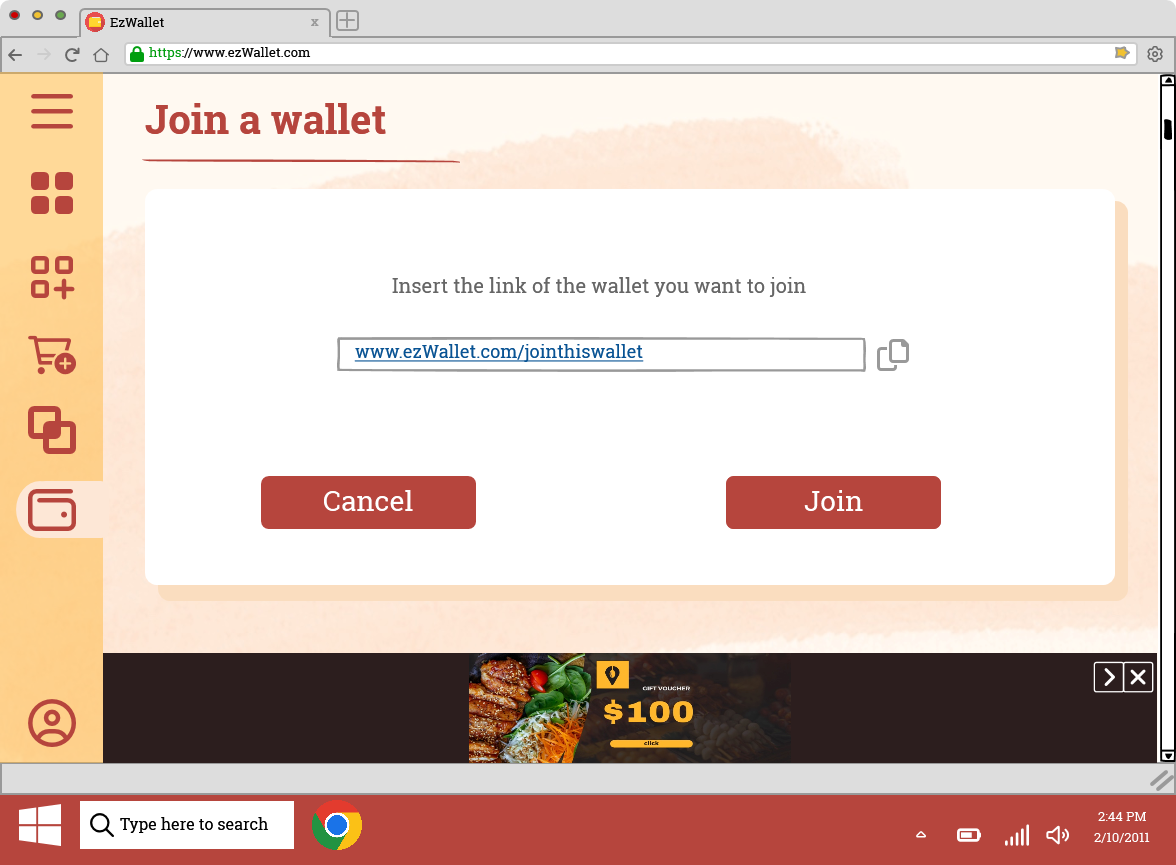 EzWallet
x
https://www.ezWallet.com
Join a wallet
Insert the link of the wallet you want to join
www.ezWallet.com/jointhiswallet
Cancel
Join
GIFT VOUCHER
$100
click
Type here to search
2:44 PM
2/10/2011